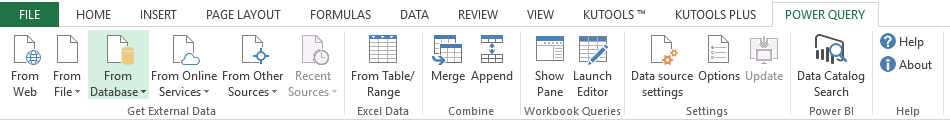 FILE HOME INSERT PAGE LAYOUT FORMULAS DATA REVIEW VIEW KUTOOLS ™ KUTOOLS PLUS POWER QUERY
From Web
From File
From Database
From Online Services
From Other Sources
Recent Sources
Get External Data
From Table/ Range
Excel Data
Merge
Append
Combine
Show Pane
Launch Editor
Workbook Queries
Data source settings
Options
Update
Settings
Data Catalog Search
Power BI
Help
About
Help